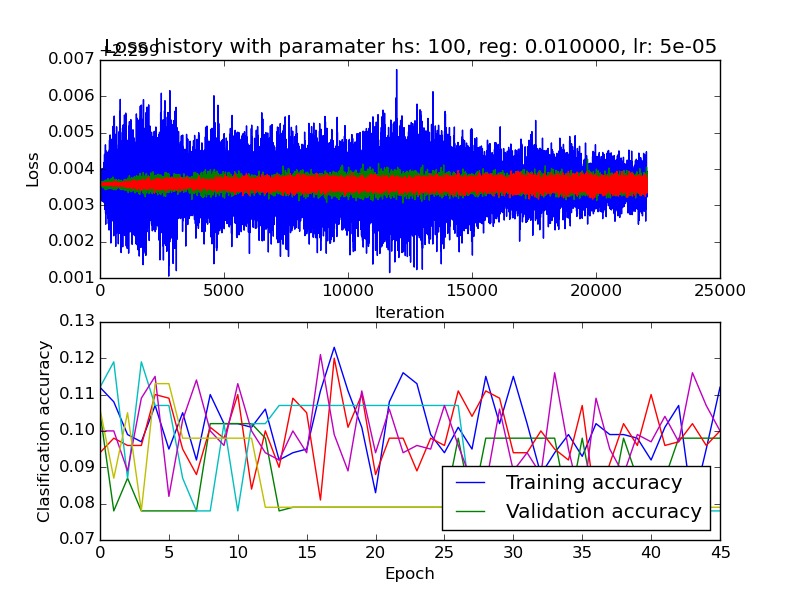 Loss history with paramater hs: 100, reg: 0.010000, lr: 5e-05
+2.299
0.007
0.006
0.005
0.004
0.003
0.002
0.001
Loss
0 5000 10000 15000 20000 25000
Iteration
0.13
0.12
0.11
0.10
0.09
0.08
0.07
Clasification accuracy
Training accuracy
Validation accuracy
0 5 10 15 20 25 30 35 40 45
Epoch